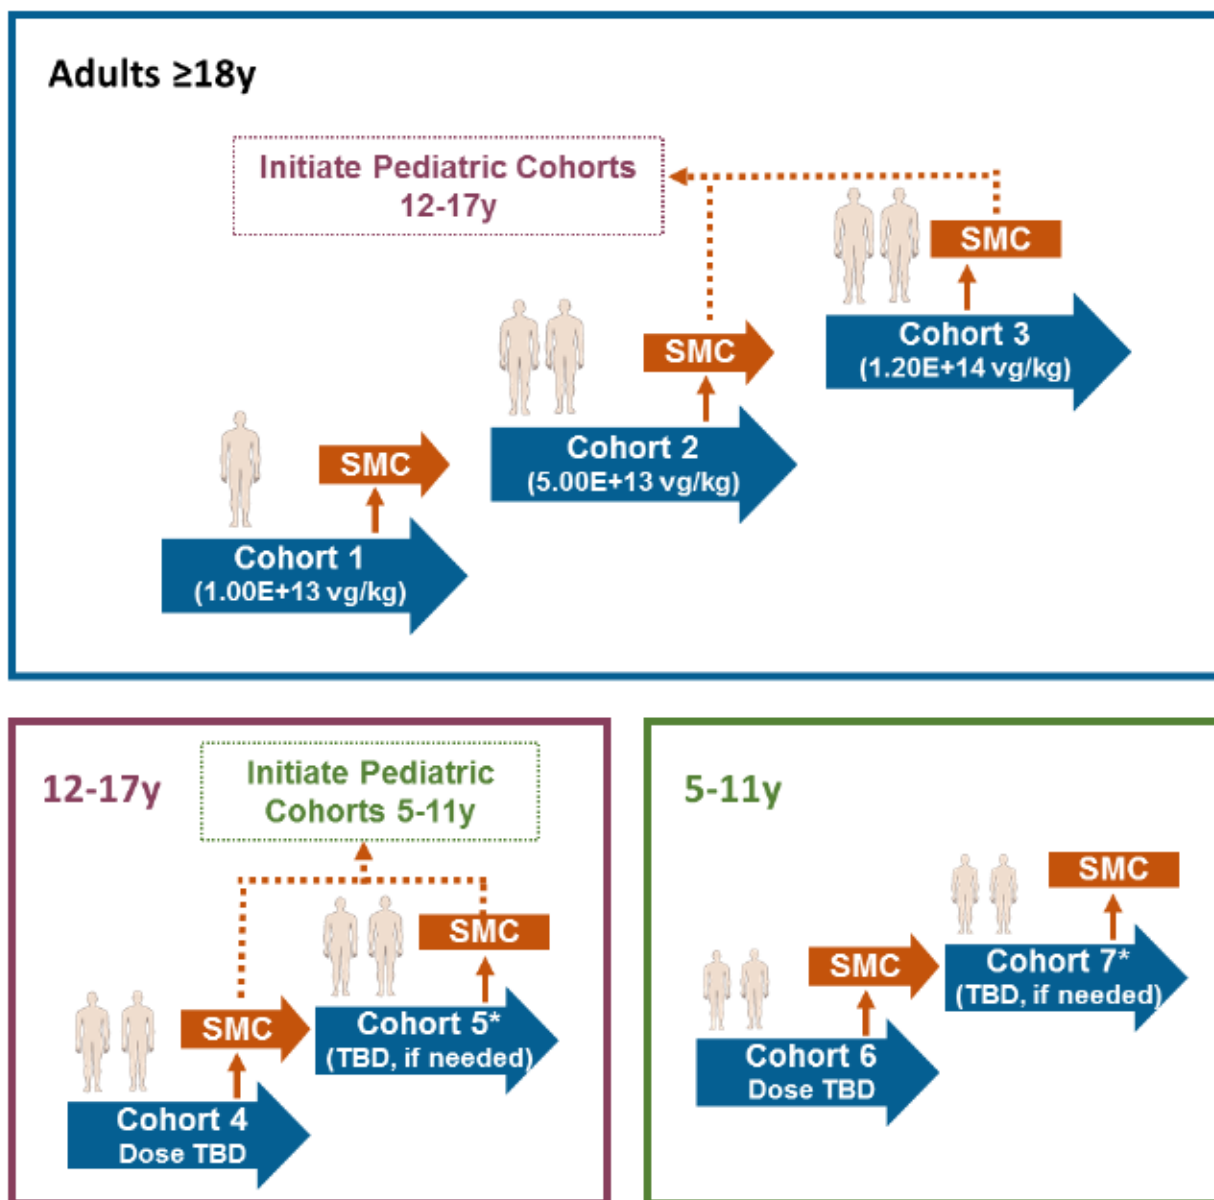 Adults ≥18y
Initiate Pediatric Cohorts
12-17y
SMC
Cohort 3
(1.20E+14 vg/kg)
SMC
Cohort 2
(5.00E+13 vg/kg)
SMC
Cohort 1
(1.00E+13 vg/kg)
12-17y
Initiate Pediatric
Cohorts 5-11y
SMC
Cohort 5*
(TBD, if needed)
SMC
Cohort 4
Dose TBD
5-11y
SMC
Cohort 7*
(TBD, if needed)
SMC
Cohort 6
Dose TBD